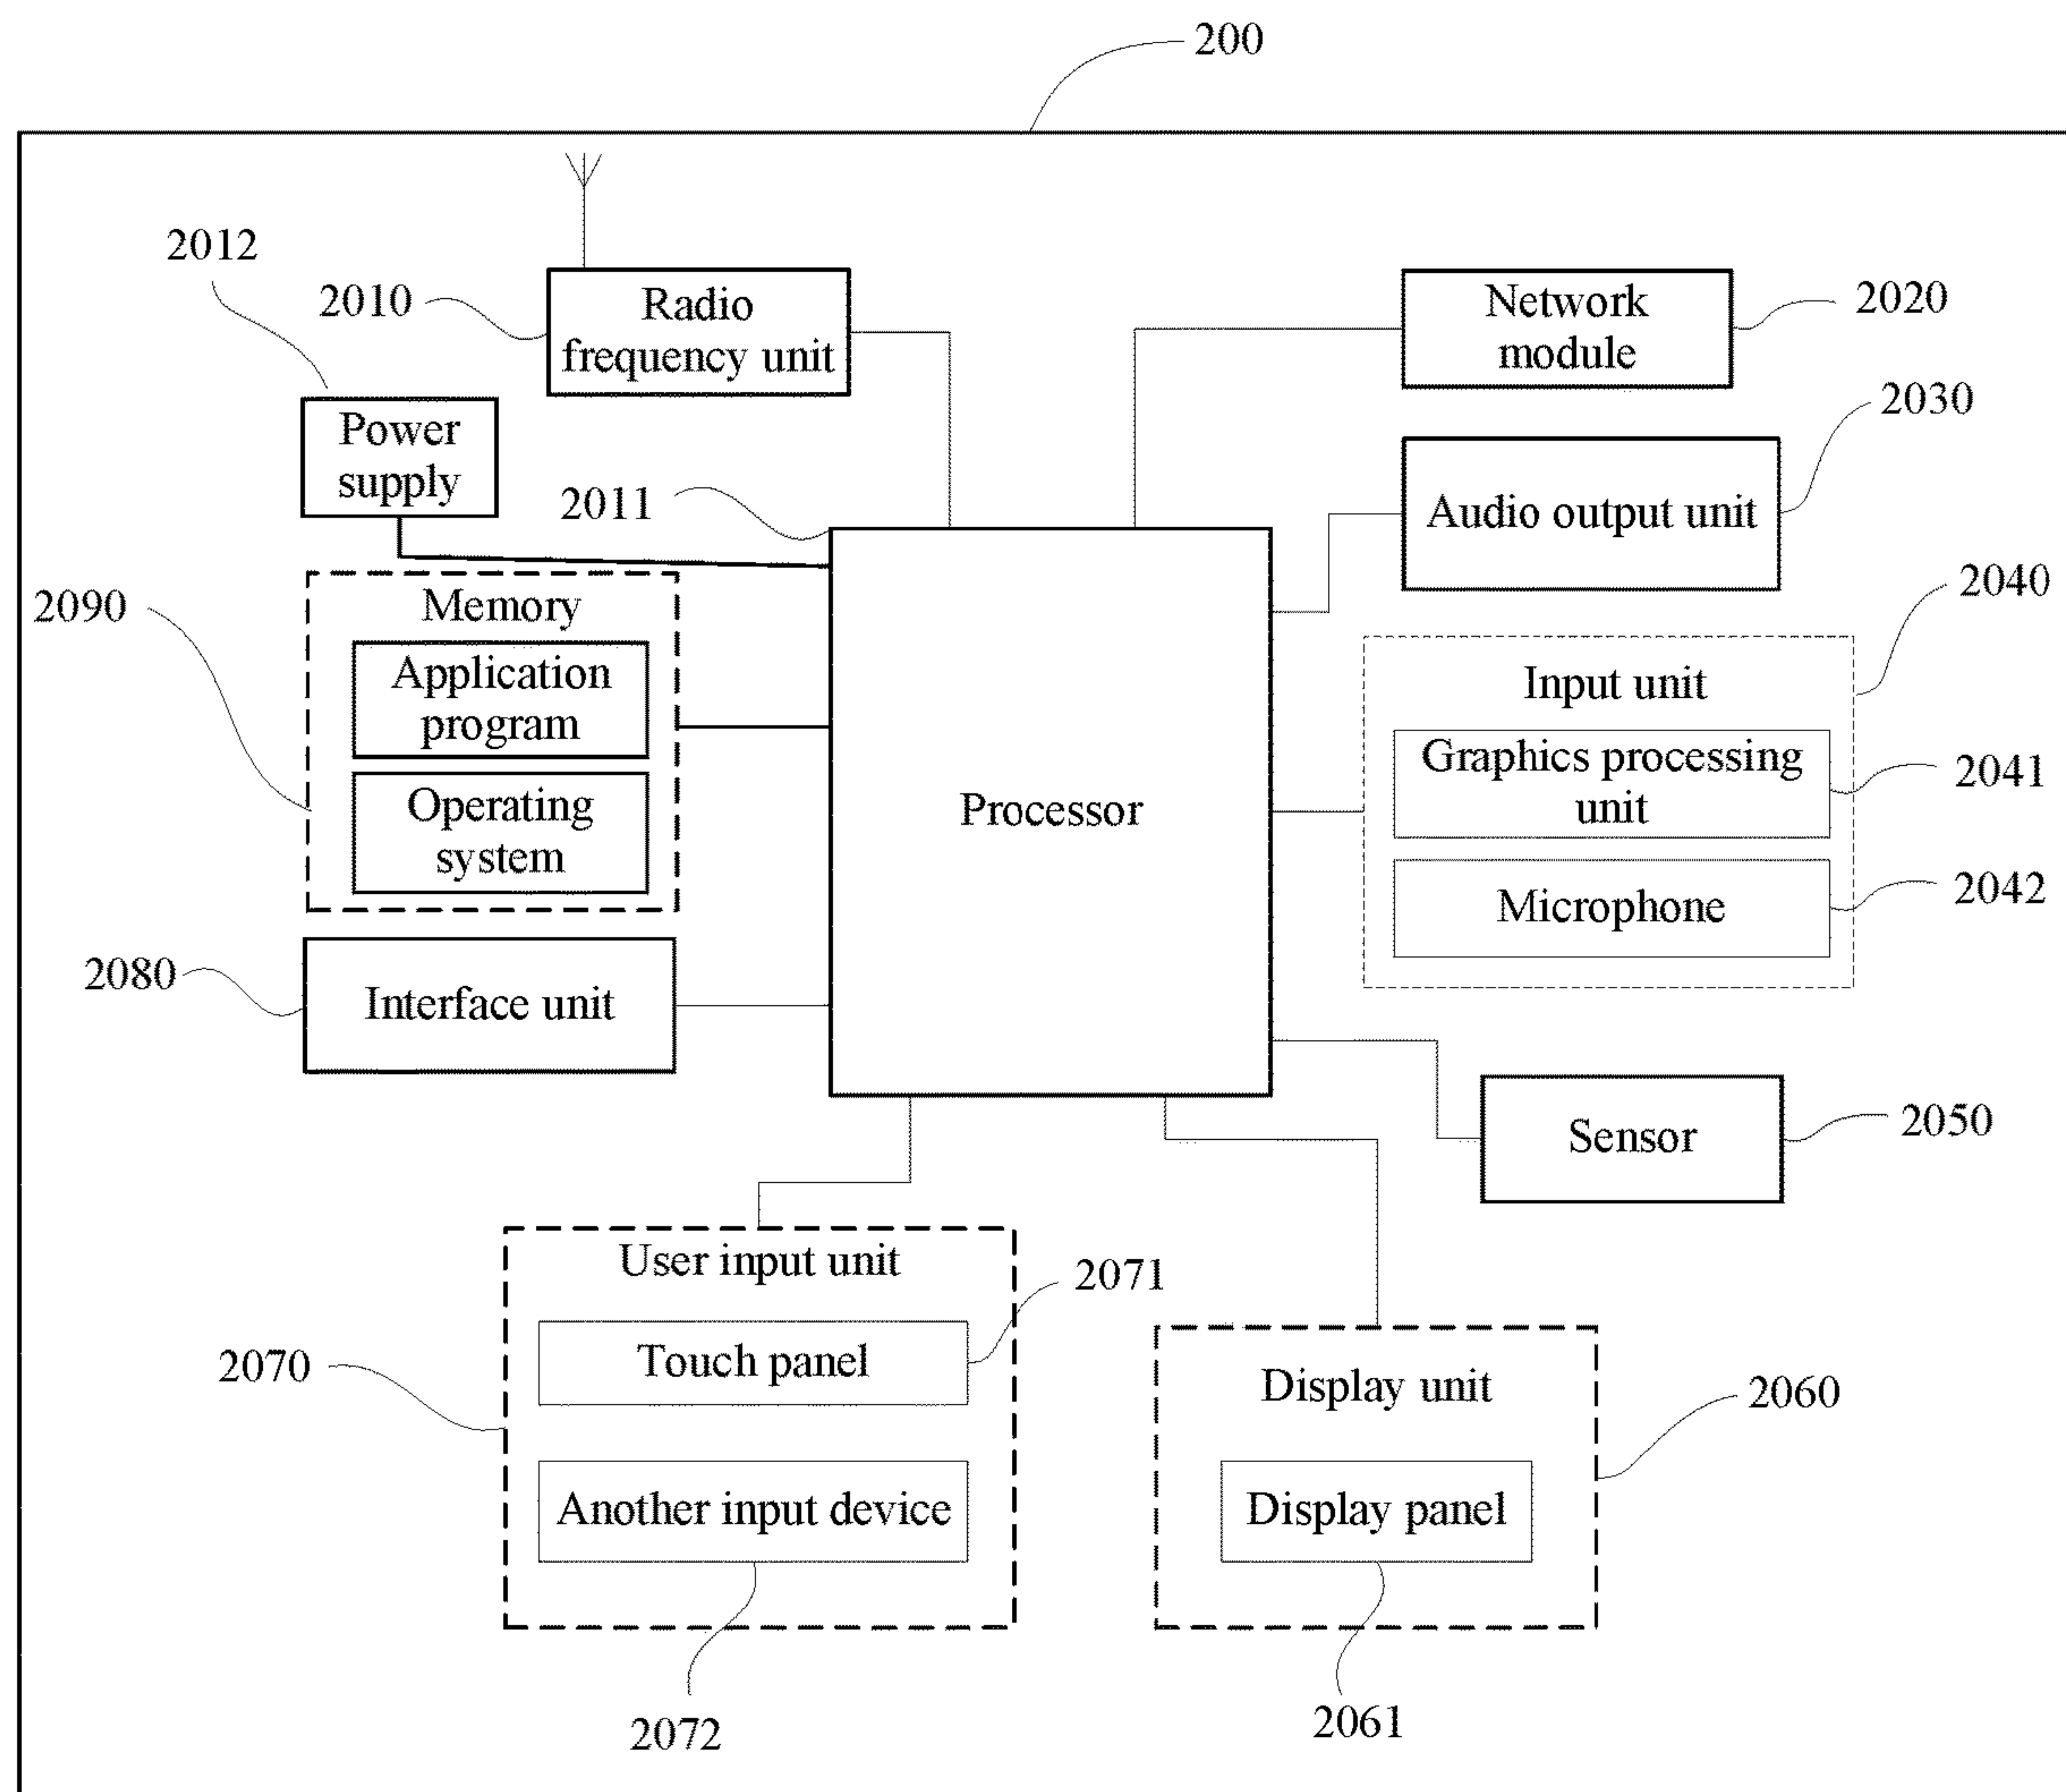 200
2012
2010
Radio
frequency unit
Network
module
2020
Power
supply
2011
Audio output unit
2030
2090
Memory
Application
program
Operating
system
Processor
Input unit
2040
Graphics processing
unit
2041
Microphone
2042
2080
Interface unit
Sensor
2050
User input unit
2071
2070
Touch panel
Another input device
2072
Display unit
2060
Display panel
2061